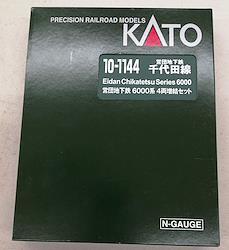 PRECISION RAILROAD MODELS
KATO
10-1144 営団地下鉄 千代田線
Eidan Chikatetsu Series 6000
営団地下鉄 6000系 4両増結セット
N-GAUGE